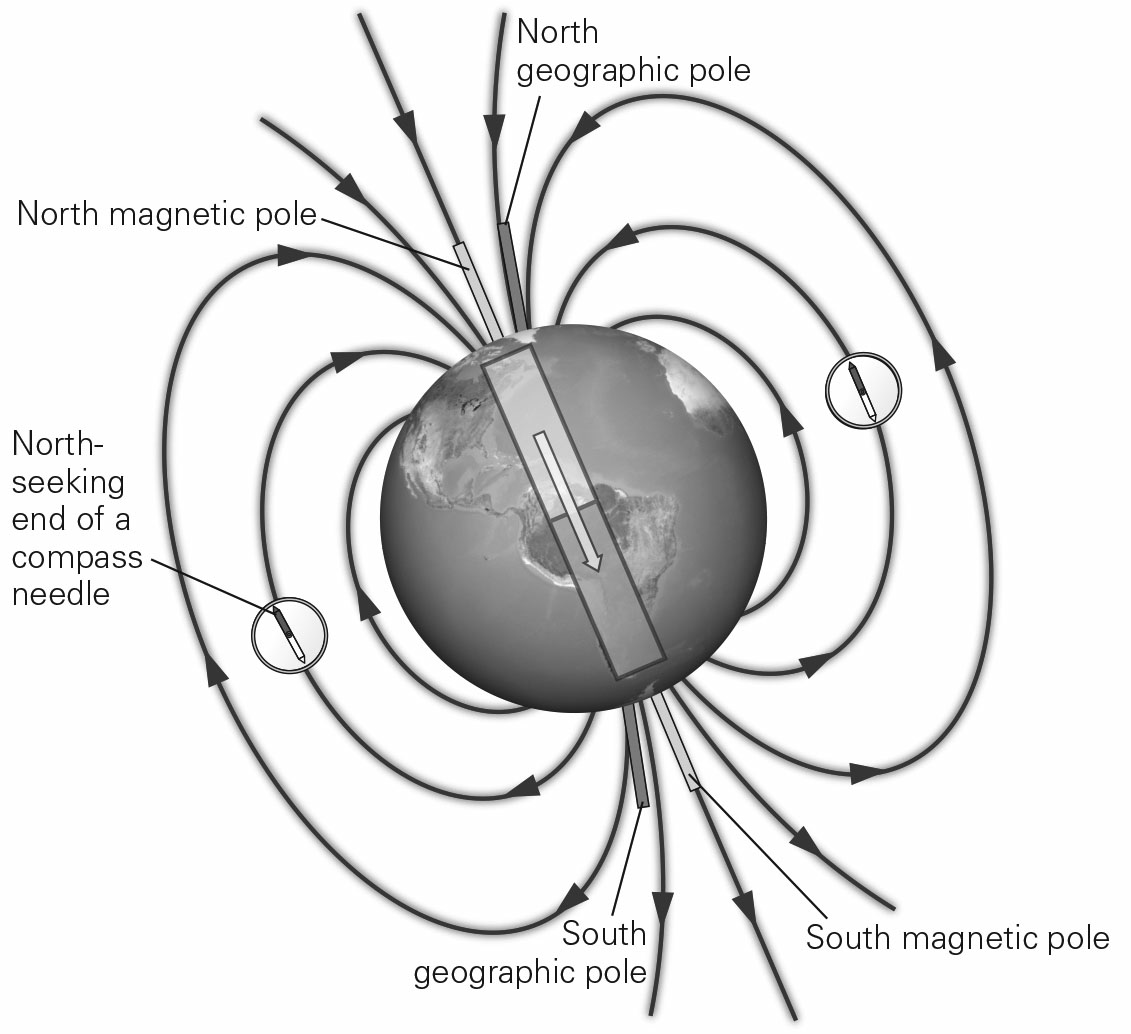 North
geographic pole
North magnetic pole
North-
seeking
end of a
compass
needle
South
geographic pole
South magnetic pole